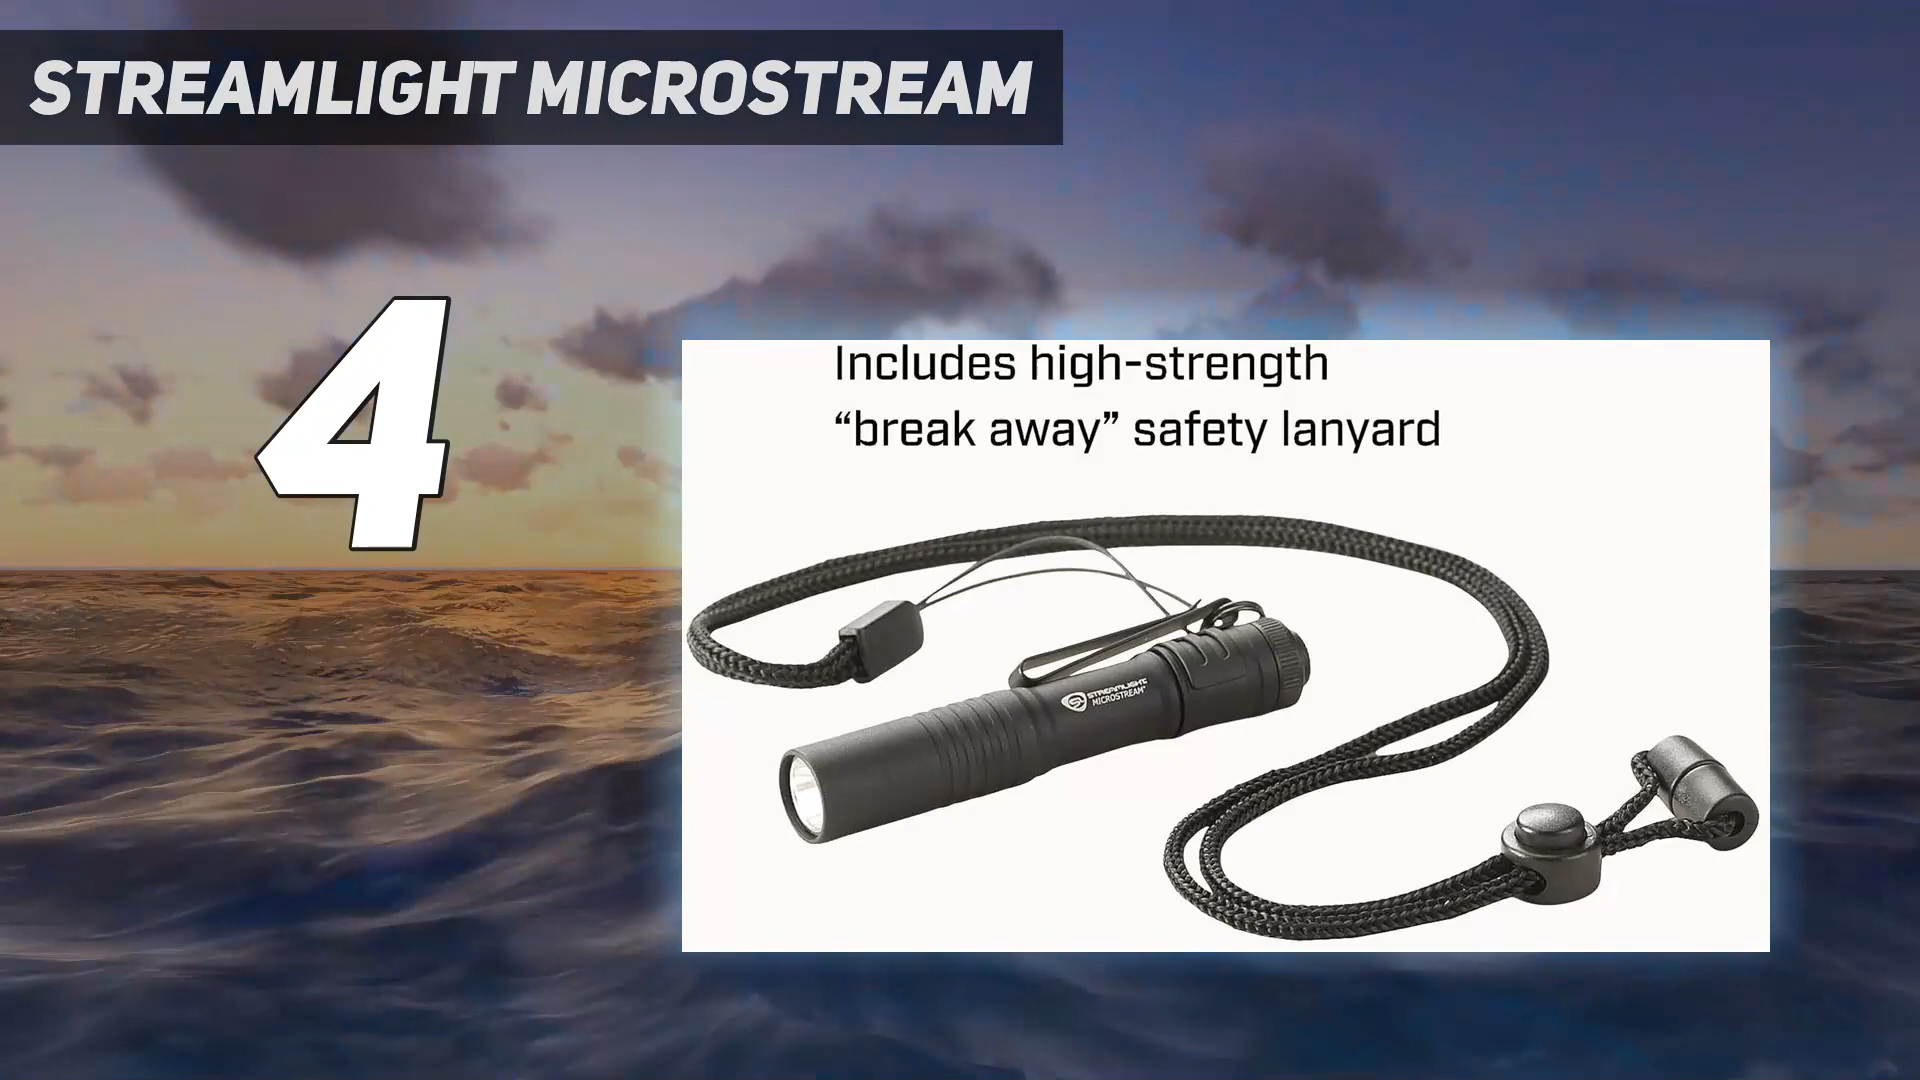 STREAMLIGHT MICROSTREAM
4
Includes high-strength
“break away” safety lanyard
STREAMLIGHT
MICROSTREAM